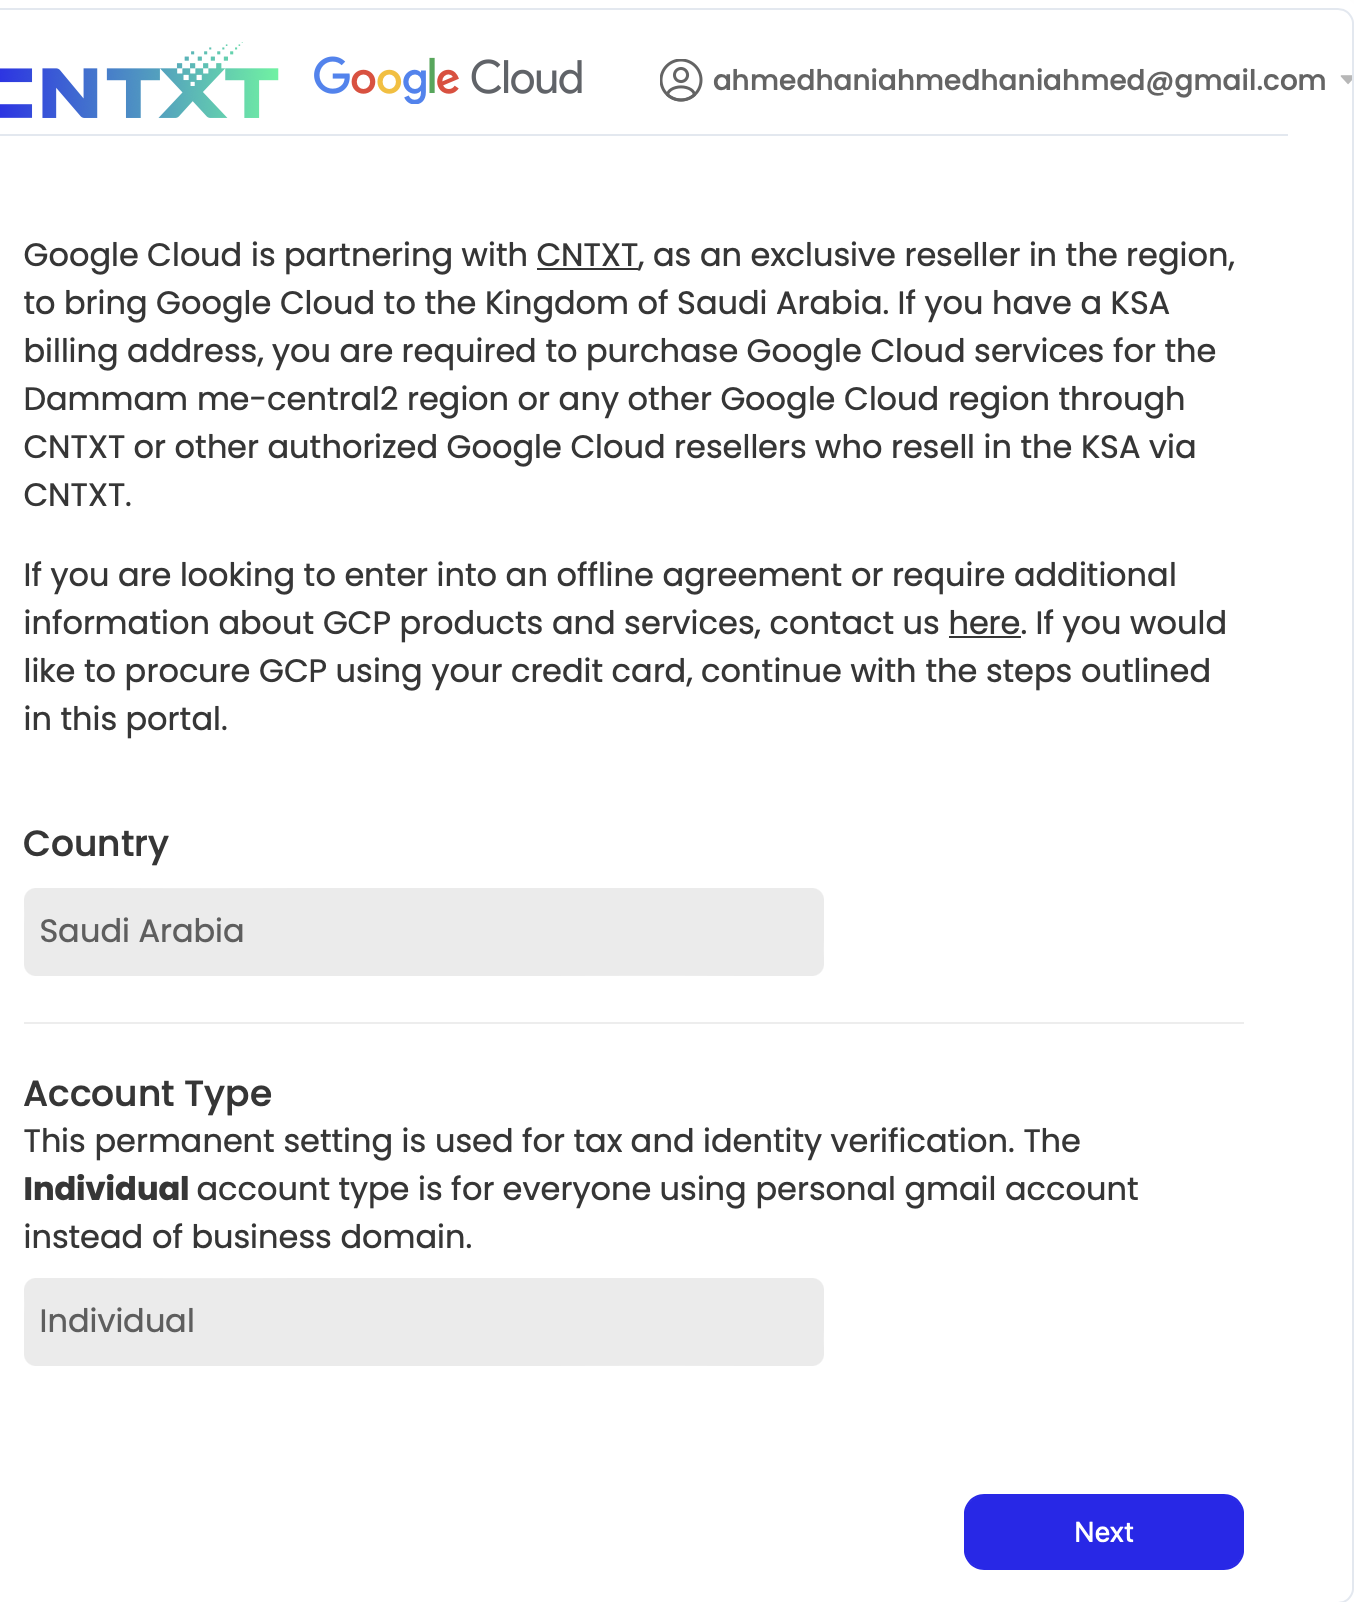 CNTXT Google Cloud ahmedhaniahmedhaniahmed@gmail.com
Google Cloud is partnering with CNTXT, as an exclusive reseller in the region,
to bring Google Cloud to the Kingdom of Saudi Arabia. If you have a KSA
billing address, you are required to purchase Google Cloud services for the
Dammam me-central2 region or any other Google Cloud region through
CNTXT or other authorized Google Cloud resellers who resell in the KSA via
CNTXT.
If you are looking to enter into an offline agreement or require additional
information about GCP products and services, contact us here. If you would
like to procure GCP using your credit card, continue with the steps outlined
in this portal.
Country
Saudi Arabia
Account Type
This permanent setting is used for tax and identity verification. The
Individual account type is for everyone using personal gmail account
instead of business domain.
Individual
Next